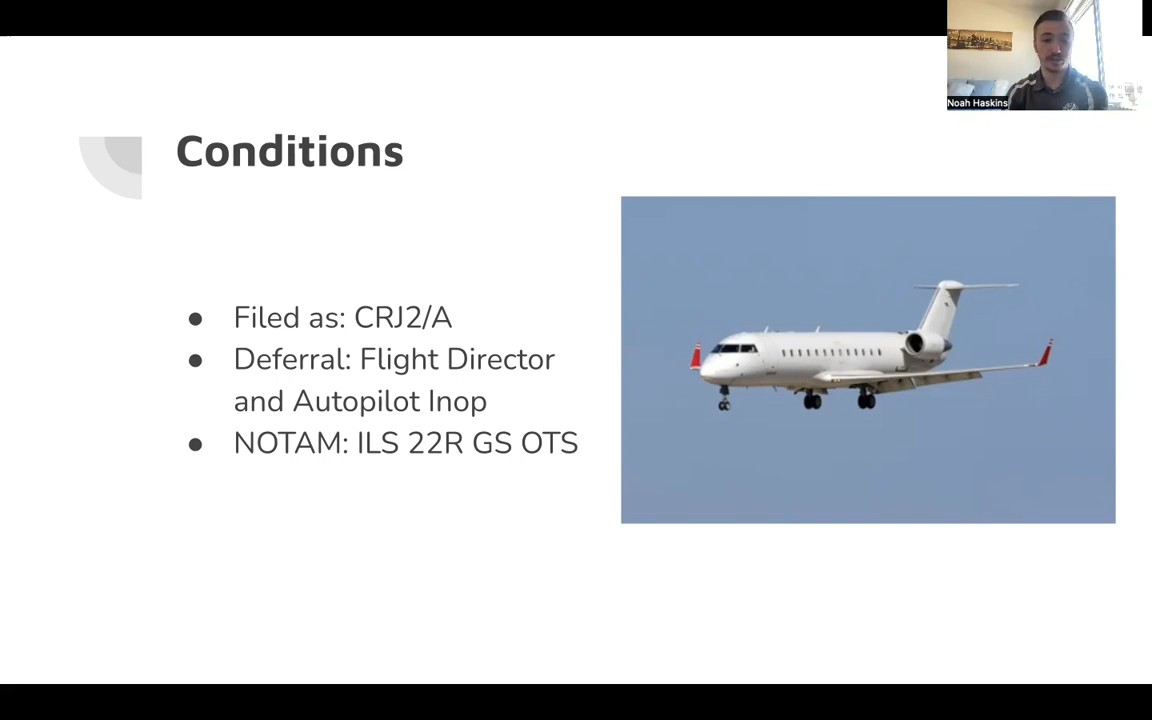 Noah Haskins
Conditions
● Filed as: CRJ2/A
● Deferral: Flight Director
and Autopilot Inop
● NOTAM: ILS 22R GS OTS